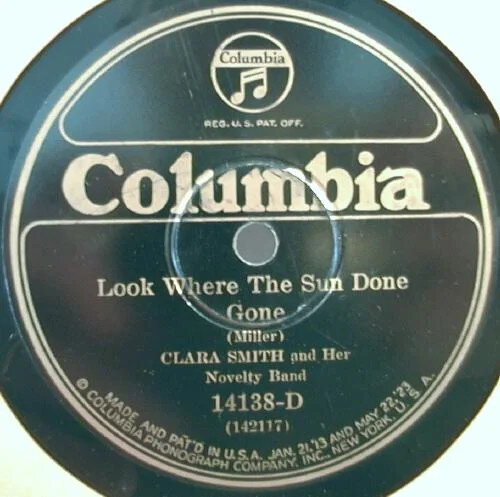 Columbia
REG. U. S. PAT. OFF.
Columbia
Look Where The Sun Done
Gone
(Miller)
CLARA SMITH and Her
Novelty Band
14138-D
(142117)
MADE AND PAT'D IN U.S.A. JAN. 21, '13 AND MAY 22, '23
© COLUMBIA PHONOGRAPH COMPANY, INC., NEW YORK, U. S. A.